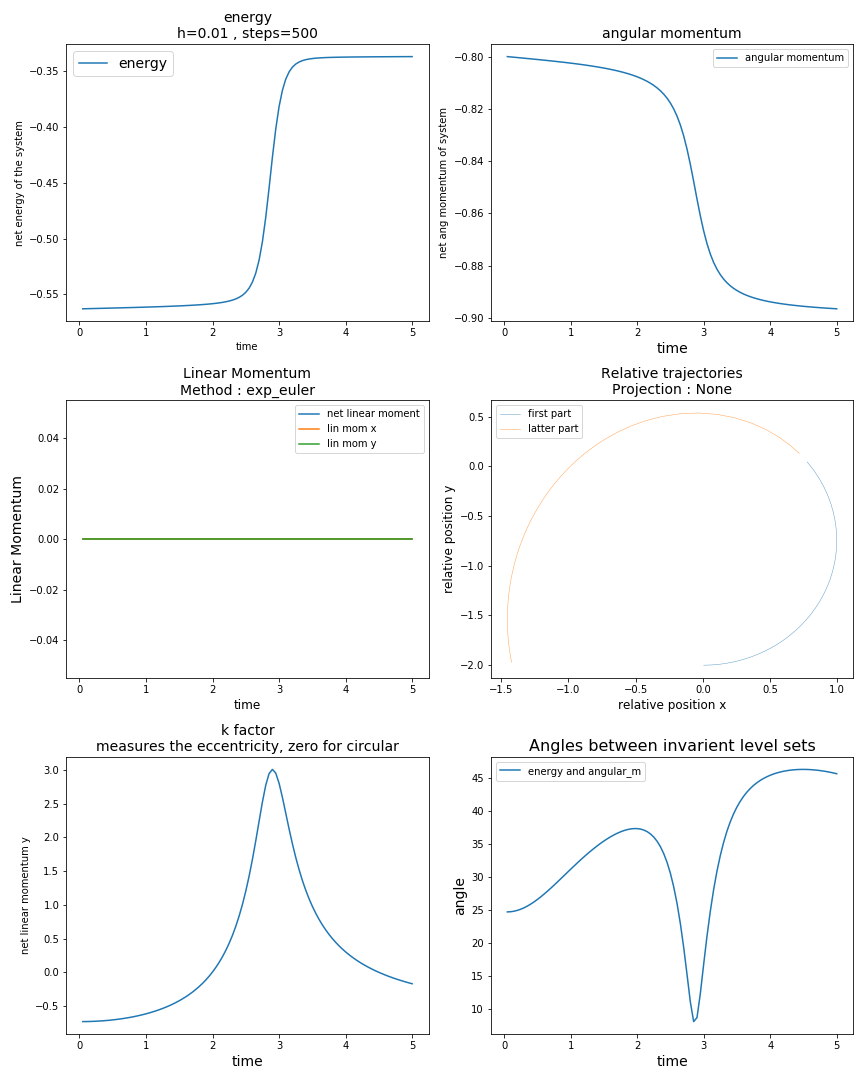 energy
h=0.01 , steps=500
energy
net energy of the system
−0.35
−0.40
−0.45
−0.50
−0.55
0 1 2 3 4 5
time
angular momentum
angular momentum
net ang momentum of system
−0.80
−0.82
−0.84
−0.86
−0.88
−0.90
0 1 2 3 4 5
time
Linear Momentum
Method : exp_euler
net linear moment
lin mom x
lin mom y
Linear Momentum
0.04
0.02
0.00
−0.02
−0.04
0 1 2 3 4 5
time
Relative trajectories
Projection : None
first part
latter part
relative position y
0.5
0.0
−0.5
−1.0
−1.5
−2.0
−1.5 −1.0 −0.5 0.0 0.5 1.0
relative position x
k factor
measures the eccentricity, zero for circular
net linear momentum y
3.0
2.5
2.0
1.5
1.0
0.5
0.0
−0.5
0 1 2 3 4 5
time
Angles between invarient level sets
energy and angular_m
angle
45
40
35
30
25
20
15
10
0 1 2 3 4 5
time